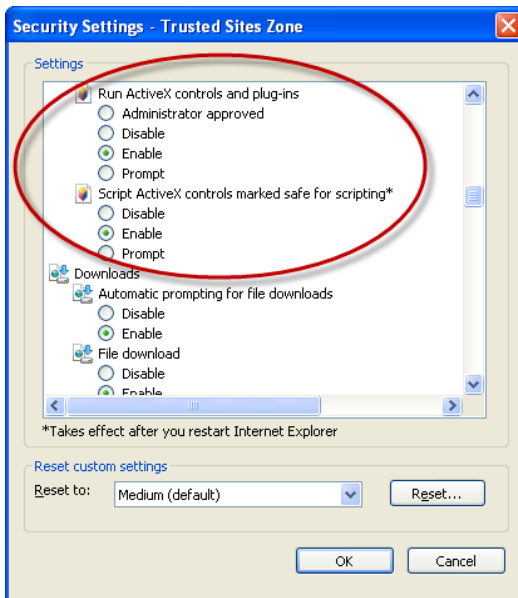 Security Settings - Trusted Sites Zone
Settings
Run ActiveX controls and plug-ins
Administrator approved
Disable
Enable
Prompt
Script ActiveX controls marked safe for scripting*
Disable
Enable
Prompt
Downloads
Automatic prompting for file downloads
Disable
Enable
File download
Disable
Enable
*Takes effect after you restart Internet Explorer
Reset custom settings
Reset to: Medium (default) Reset...
OK Cancel